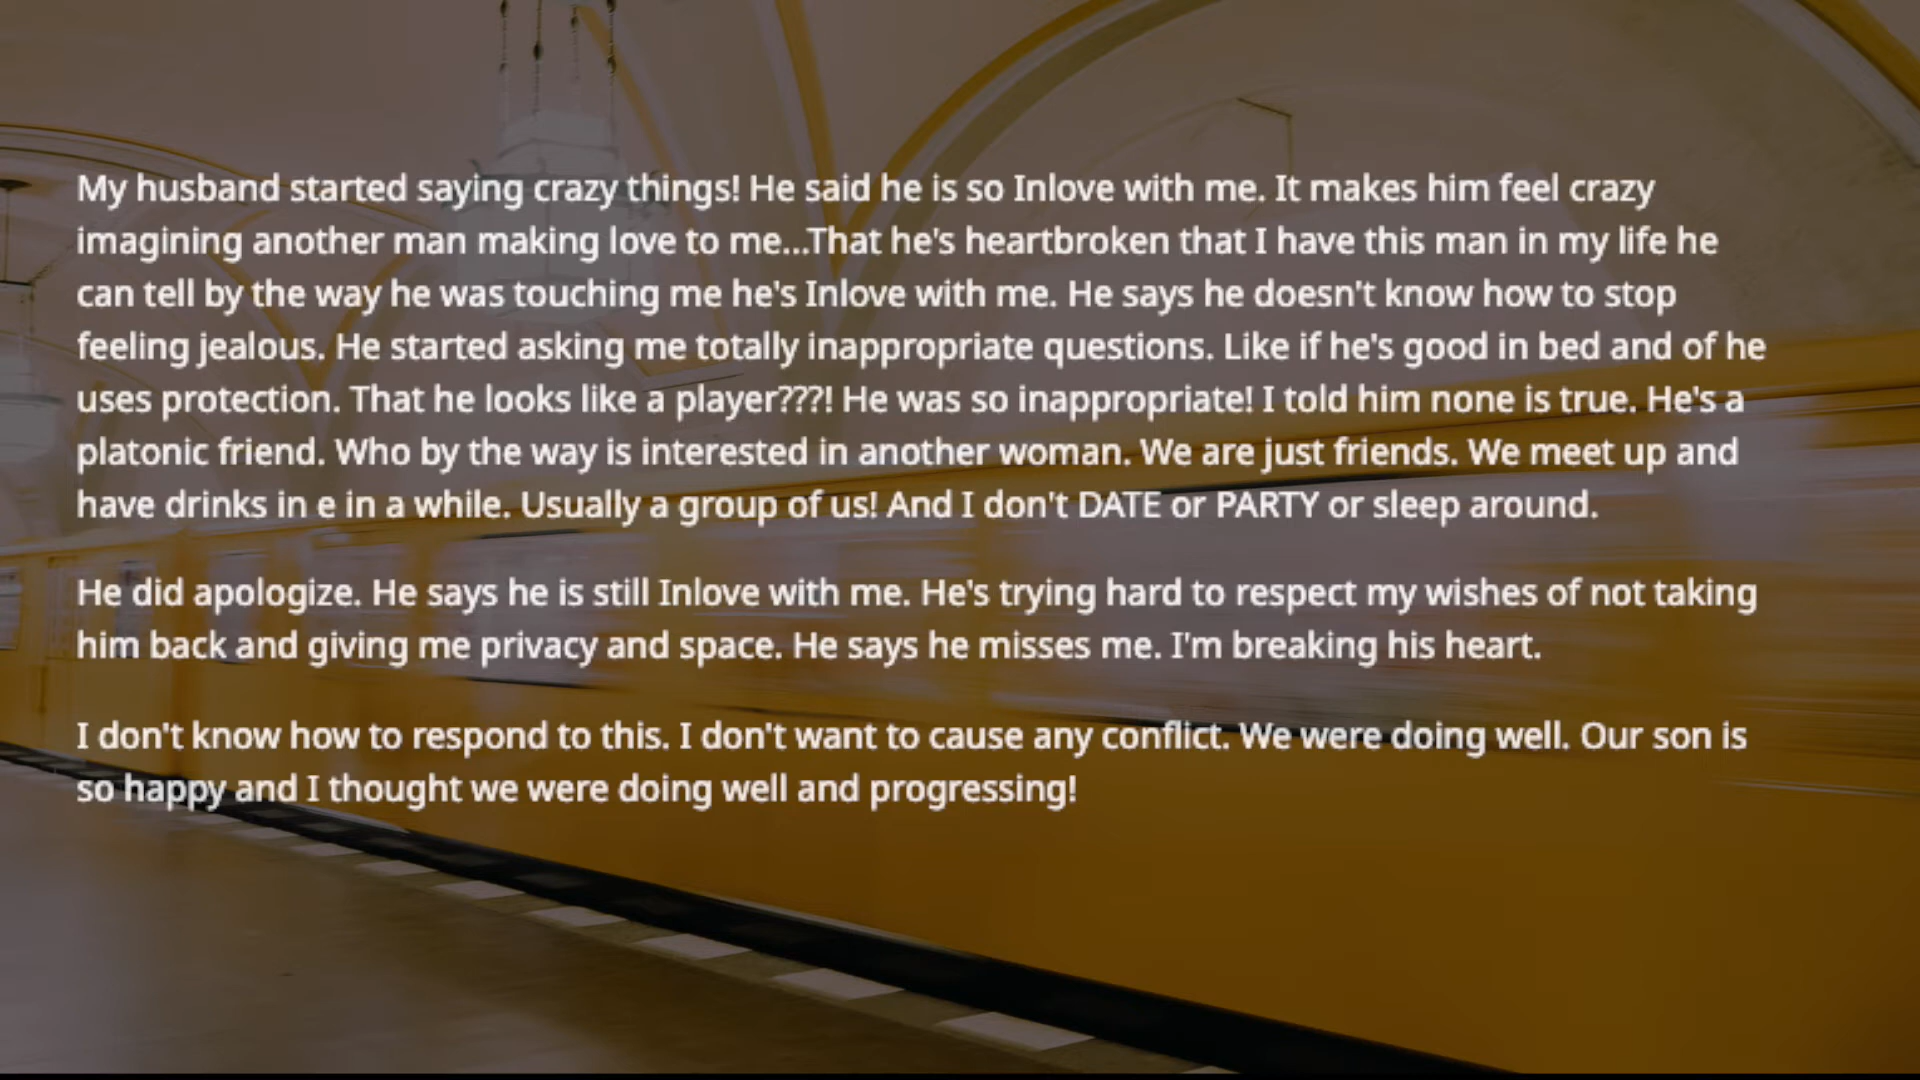 My husband started saying crazy things! He said he is so Inlove with me. It makes him feel crazy
imagining another man making love to me...That he's heartbroken that I have this man in my life he
can tell by the way he was touching me he's Inlove with me. He says he doesn't know how to stop
feeling jealous. He started asking me totally inappropriate questions. Like if he's good in bed and of he
uses protection. That he looks like a player???! He was so inappropriate! I told him none is true. He's a
platonic friend. Who by the way is interested in another woman. We are just friends. We meet up and
have drinks in e in a while. Usually a group of us! And I don't DATE or PARTY or sleep around.
He did apologize. He says he is still Inlove with me. He's trying hard to respect my wishes of not taking
him back and giving me privacy and space. He says he misses me. I'm breaking his heart.
I don't know how to respond to this. I don't want to cause any conflict. We were doing well. Our son is
so happy and I thought we were doing well and progressing!